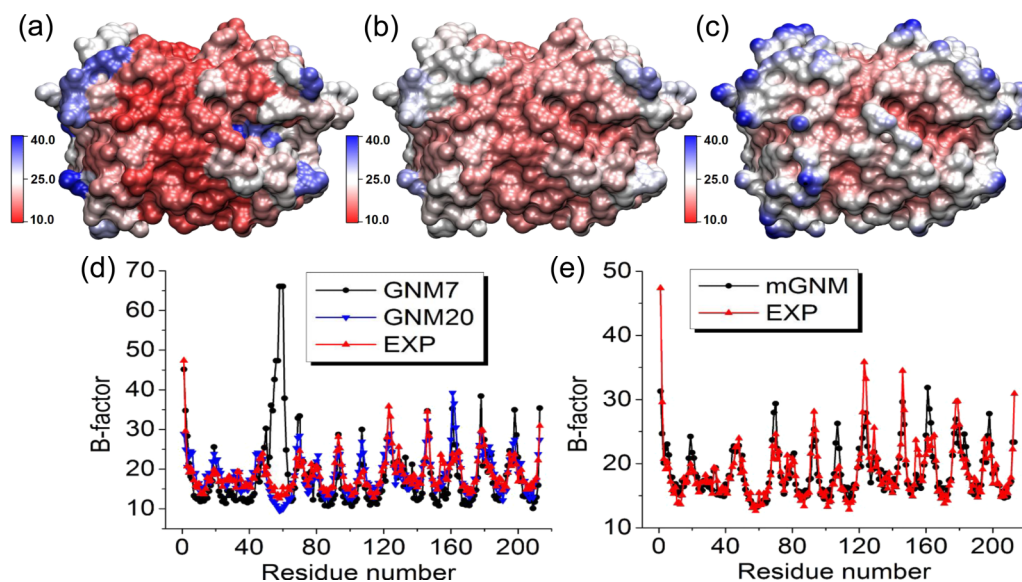 (a) (b) (c)
40.0 40.0 40.0
25.0 25.0 25.0
10.0 10.0 10.0
(d) (e)
70
60
50
40
30
20
10
B-factor
GNM7
GNM20
EXP
0 40 80 120 160 200
Residue number
50
40
30
20
10
B-factor
mGNM
EXP
0 40 80 120 160 200
Residue number